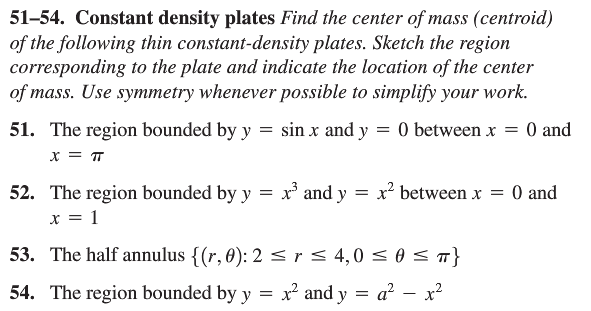 51–54. Constant density plates Find the center of mass (centroid)
of the following thin constant-density plates. Sketch the region
corresponding to the plate and indicate the location of the center
of mass. Use symmetry whenever possible to simplify your work.
51. The region bounded by y = sin x and y = 0 between x = 0 and
x = π
52. The region bounded by y = x³ and y = x² between x = 0 and
x = 1
53. The half annulus {(r, θ): 2 ≤ r ≤ 4, 0 ≤ θ ≤ π}
54. The region bounded by y = x² and y = a² − x²